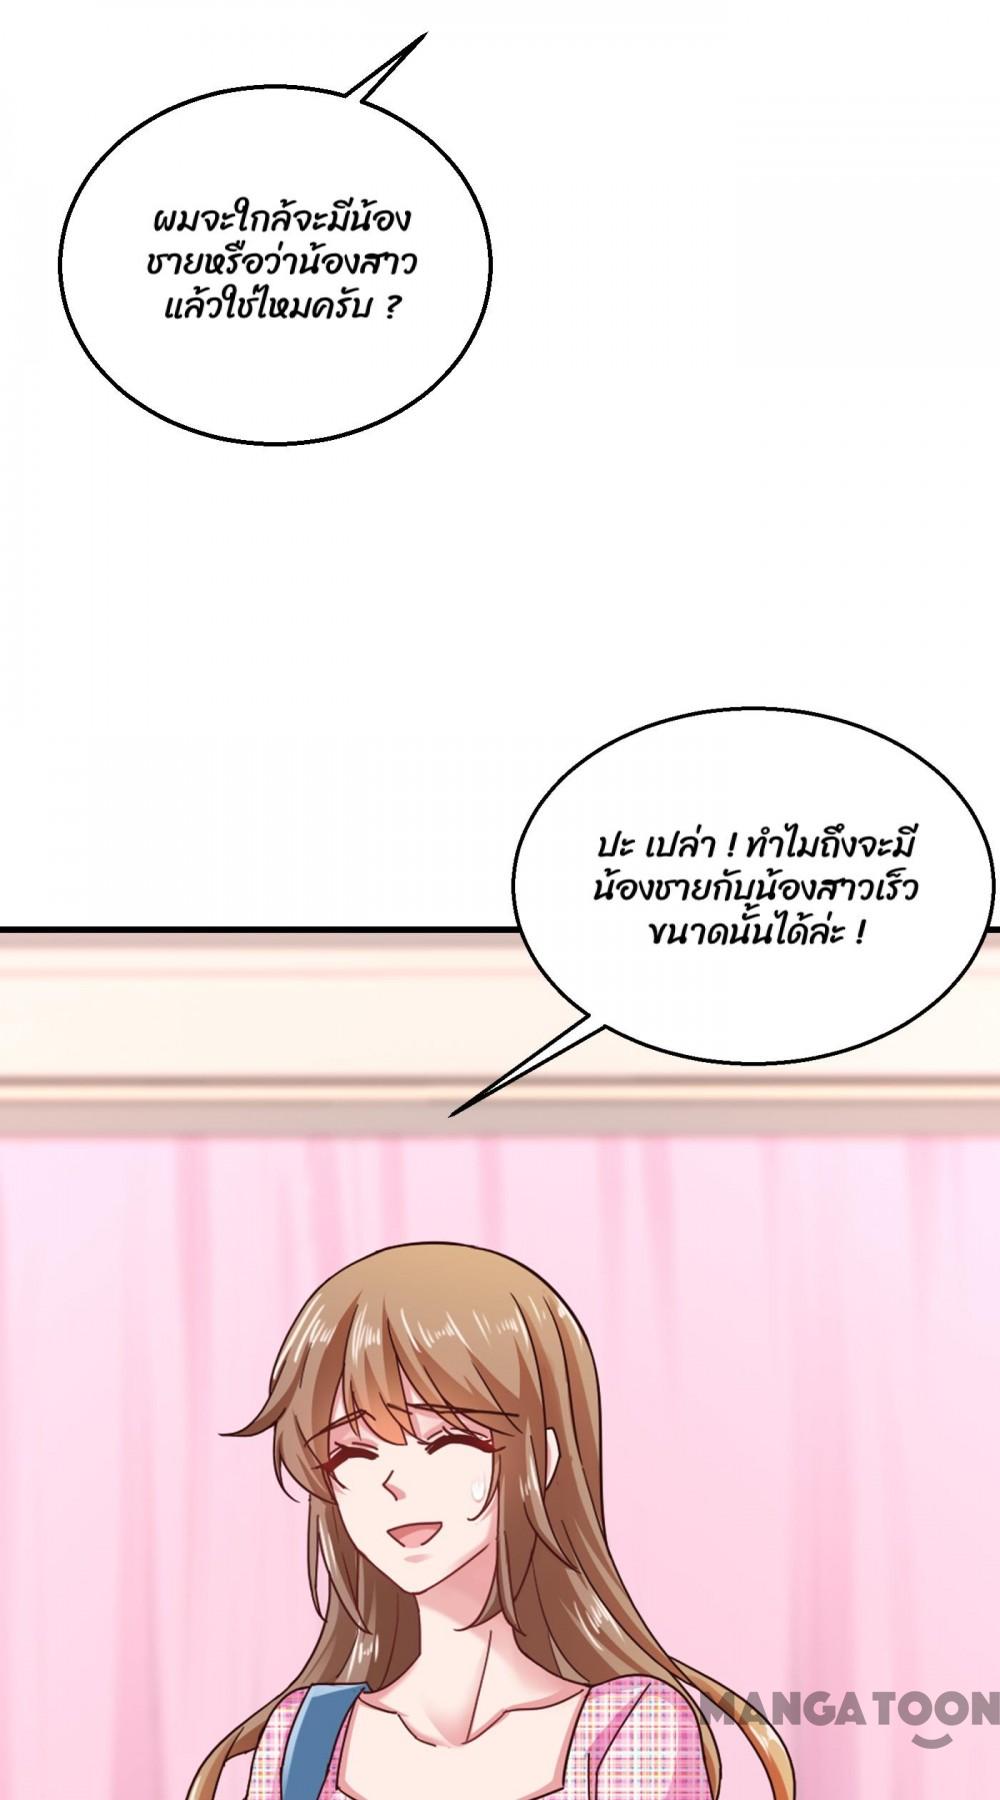 ผมจะใกล้จะมีน้อง
ชายหรือว่าน้องสาว
แล้วใช่ไหมครับ ?
ปะ เปล่า ! ทำไมถึงจะมี
น้องชายกับน้องสาวเร็ว
ขนาดนั้นได้ล่ะ !
MANGATOON